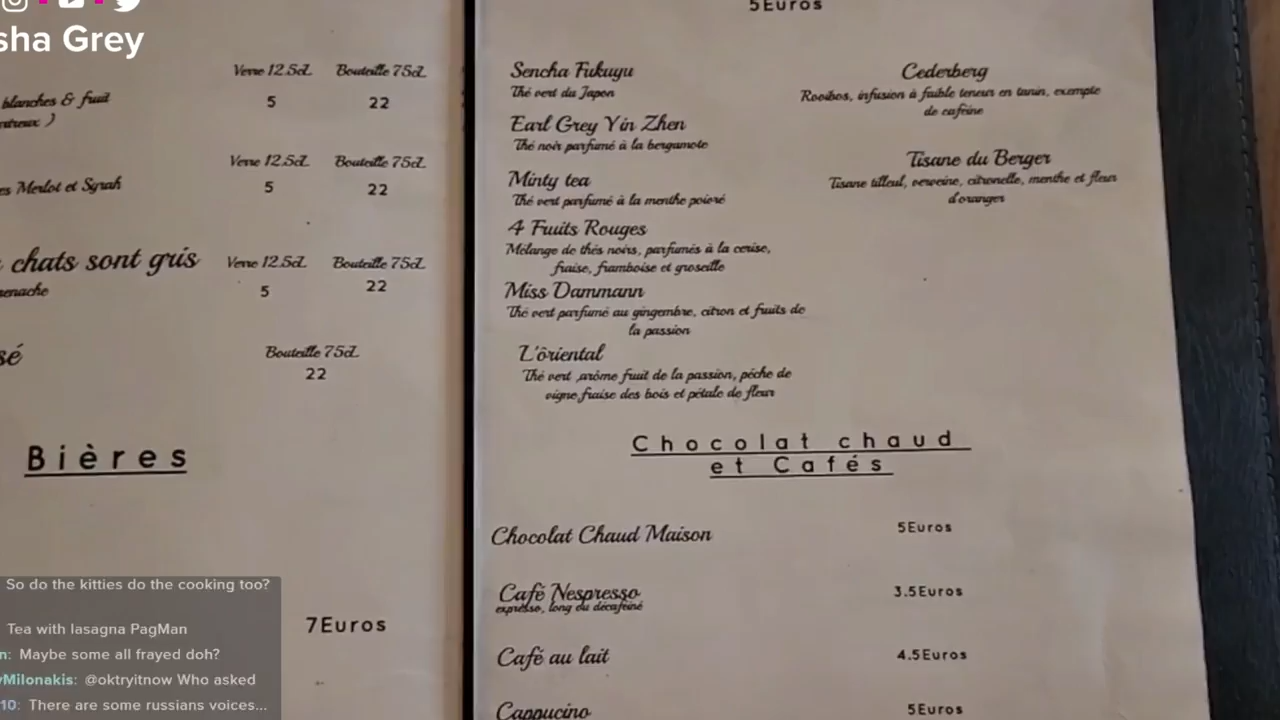 sha Grey
Verre 12.5cL Bouteille 75cL
blanches & fruit 5 22
Verre 12.5cL Bouteille 75cL
es Merlot et Syrah 5 22
chats sont gris Verre 12.5cL Bouteille 75cL
enache 5 22
sé Bouteille 75cL
22
Bières
7Euros
So do the kitties do the cooking too?
Tea with lasagna PagMan
n: Maybe some all frayed doh?
yMilonakis: @oktryitnow Who asked
10: There are some russians voices...
5Euros
Sencha Fukuyu
Thé vert du Japon
Earl Grey Yin Zhen
Thé noir parfumé à la bergamote
Minty tea
Thé vert parfumé à la menthe poivré
4 Fruits Rouges
Mélange de thés noirs, parfumés à la cerise,
fraise, framboise et groseille
Miss Dammann
Thé vert parfumé au gingembre, citron et fruits de
la passion
L'öriental
Thé vert ,arôme fruit de la passion, pêche de
vigne,fraise des bois et pétale de fleur
Cederberg
Rooibos, infusion à faible teneur en tanin, exempte
de caféine
Tisane du Berger
Tisane tilleul, verveine, citronelle, menthe et fleur
d'oranger
Chocolat chaud
et Cafés
Chocolat Chaud Maison 5Euros
Café Nespresso 3.5Euros
expresso, long ou décaféiné
Café au lait 4.5Euros
Cappucino 5Euros